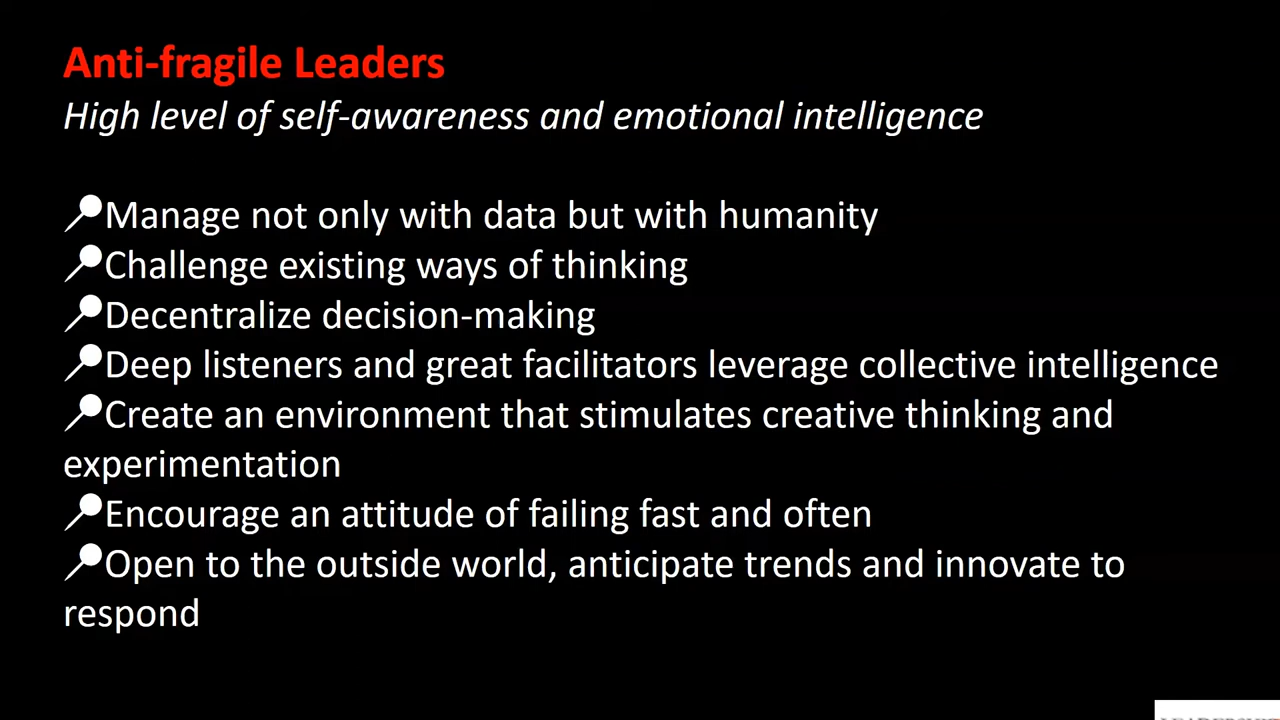 Anti-fragile Leaders
High level of self-awareness and emotional intelligence
Manage not only with data but with humanity
Challenge existing ways of thinking
Decentralize decision-making
Deep listeners and great facilitators leverage collective intelligence
Create an environment that stimulates creative thinking and
experimentation
Encourage an attitude of failing fast and often
Open to the outside world, anticipate trends and innovate to
respond